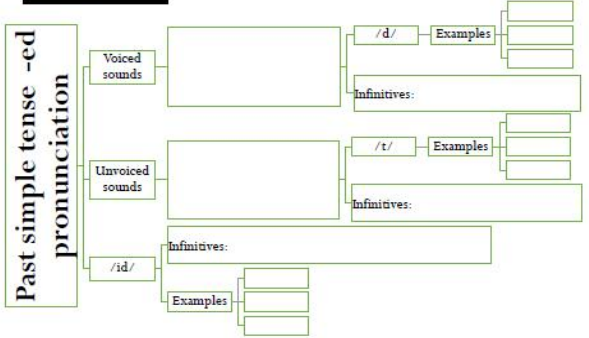 Past simple tense -ed
pronunciation
Voiced
sounds
/d/
Examples
Infinitives:
Unvoiced
sounds
/t/
Examples
Infinitives:
/id/
Infinitives:
Examples